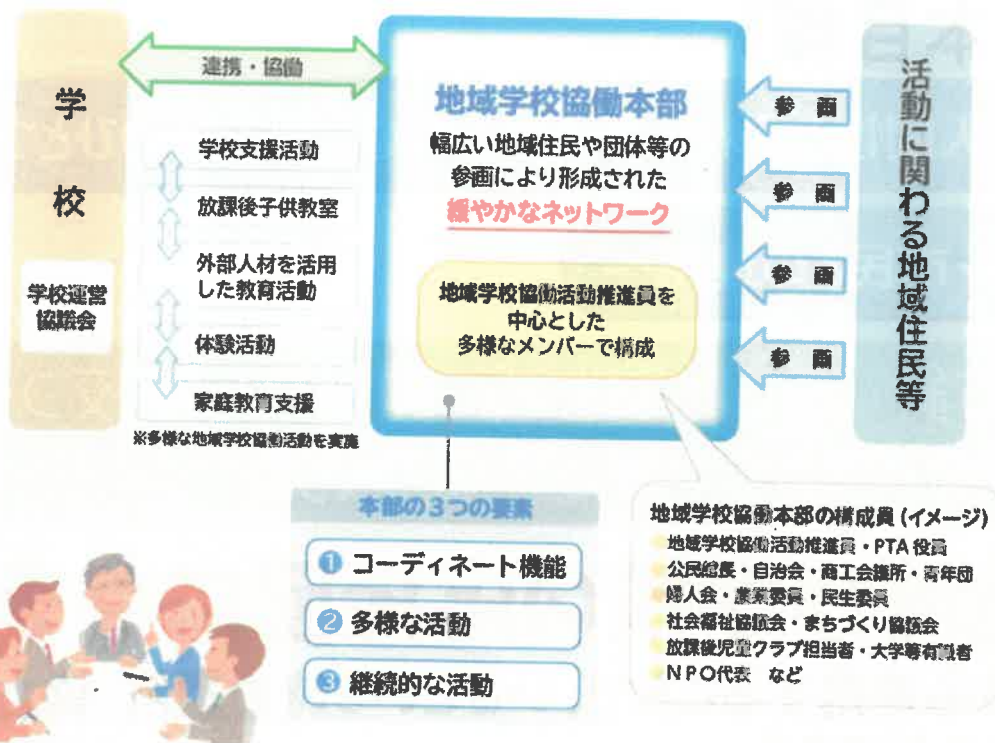 学校
学校運営
協議会
連携・協働
学校支援活動
放課後子供教室
外部人材を活用
した教育活動
体験活動
家庭教育支援
※多様な地域学校協働活動を実施
地域学校協働本部
幅広い地域住民や団体等の
参画により形成された
緩やかなネットワーク
地域学校協働活動推進員を
中心とした
多様なメンバーで構成
参画
参画
参画
参画
活動に関わる地域住民等
本部の3つの要素
❶ コーディネート機能
❷ 多様な活動
❸ 継続的な活動
地域学校協働本部の構成員(イメージ)
地域学校協働活動推進員・PTA役員
公民館長・自治会・商工会議所・青年団
婦人会・農業委員・民生委員
社会福祉協議会・まちづくり協議会
放課後児童クラブ担当者・大学等有識者
NPO代表 など